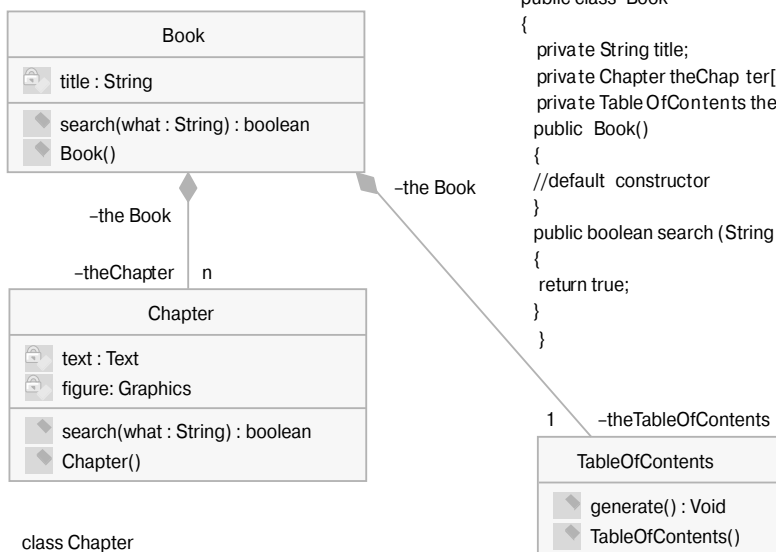 Book
title : String
search(what : String) : boolean
Book()
–the Book
–theChapter n
Chapter
text : Text
figure: Graphics
search(what : String) : boolean
Chapter()
class Chapter
–the Book
public class Book
{
private String title;
private Chapter theChap ter[
private Table OfContents the
public Book()
{
//default constructor
}
public boolean search (String
{
return true;
}
}
1 –theTableOfContents
TableOfContents
generate() : Void
TableOfContents()